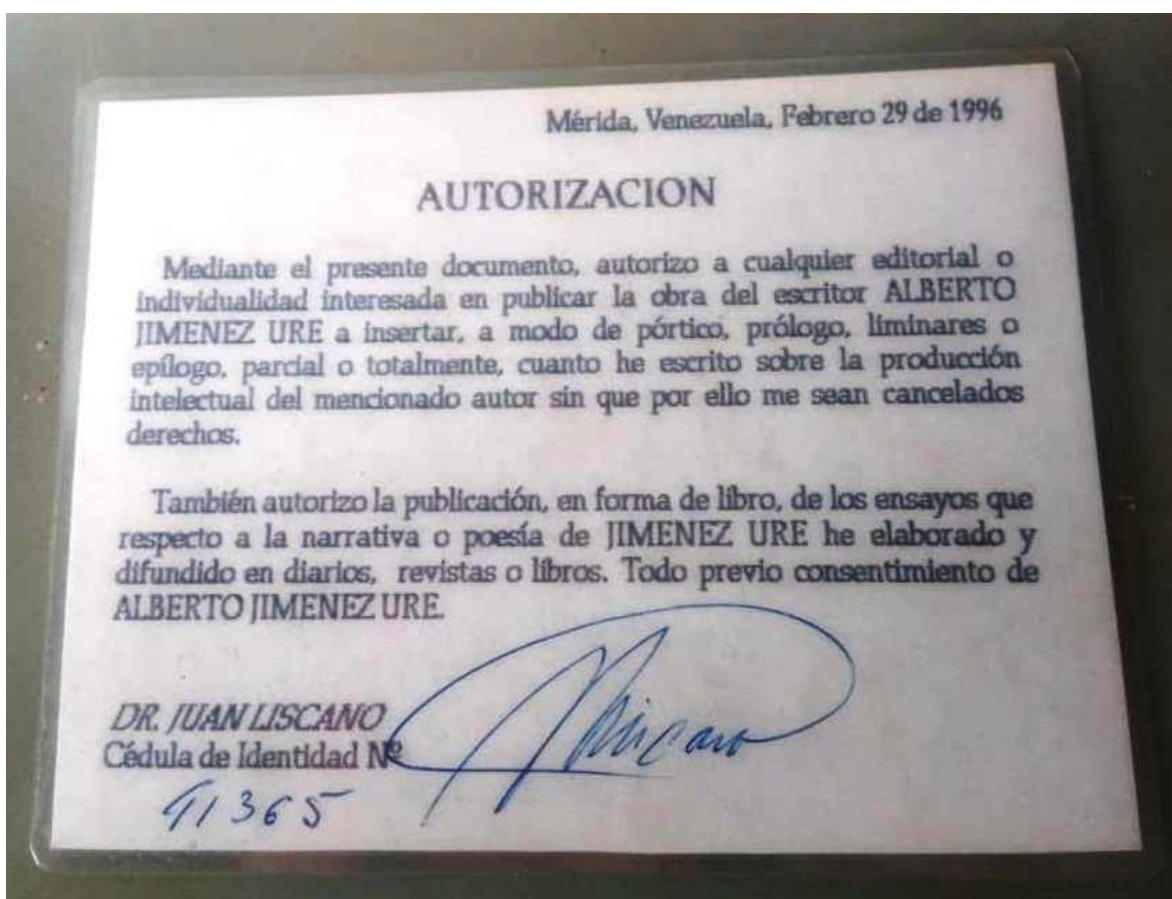 Mérida, Venezuela, Febrero 29 de 1996
AUTORIZACION
Mediante el presente documento, autorizo a cualquier editorial o
individualidad interesada en publicar la obra del escritor ALBERTO
JIMENEZ URE a insertar, a modo de pórtico, prólogo, liminares o
epílogo, parcial o totalmente, cuanto he escrito sobre la producción
intelectual del mencionado autor sin que por ello me sean cancelados
derechos.
También autorizo la publicación, en forma de libro, de los ensayos que
respecto a la narrativa o poesía de JIMENEZ URE he elaborado y
difundido en diarios, revistas o libros. Todo previo consentimiento de
ALBERTO JIMENEZ URE.
DR. JUAN LISCANO
Cédula de Identidad Nº